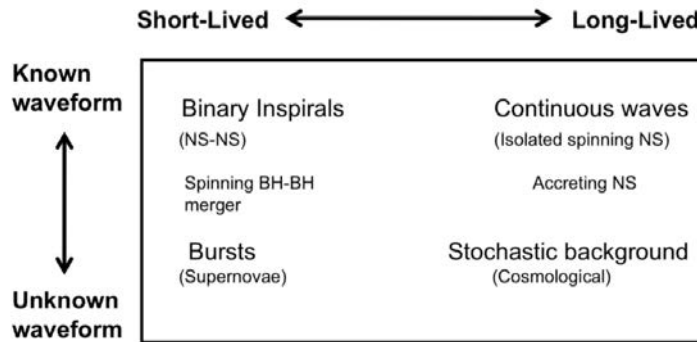 Short-Lived Long-Lived
Known
waveform
Binary Inspirals Continuous waves
(NS-NS) (Isolated spinning NS)
Spinning BH-BH Accreting NS
merger
Bursts Stochastic background
(Supernovae) (Cosmological)
Unknown
waveform